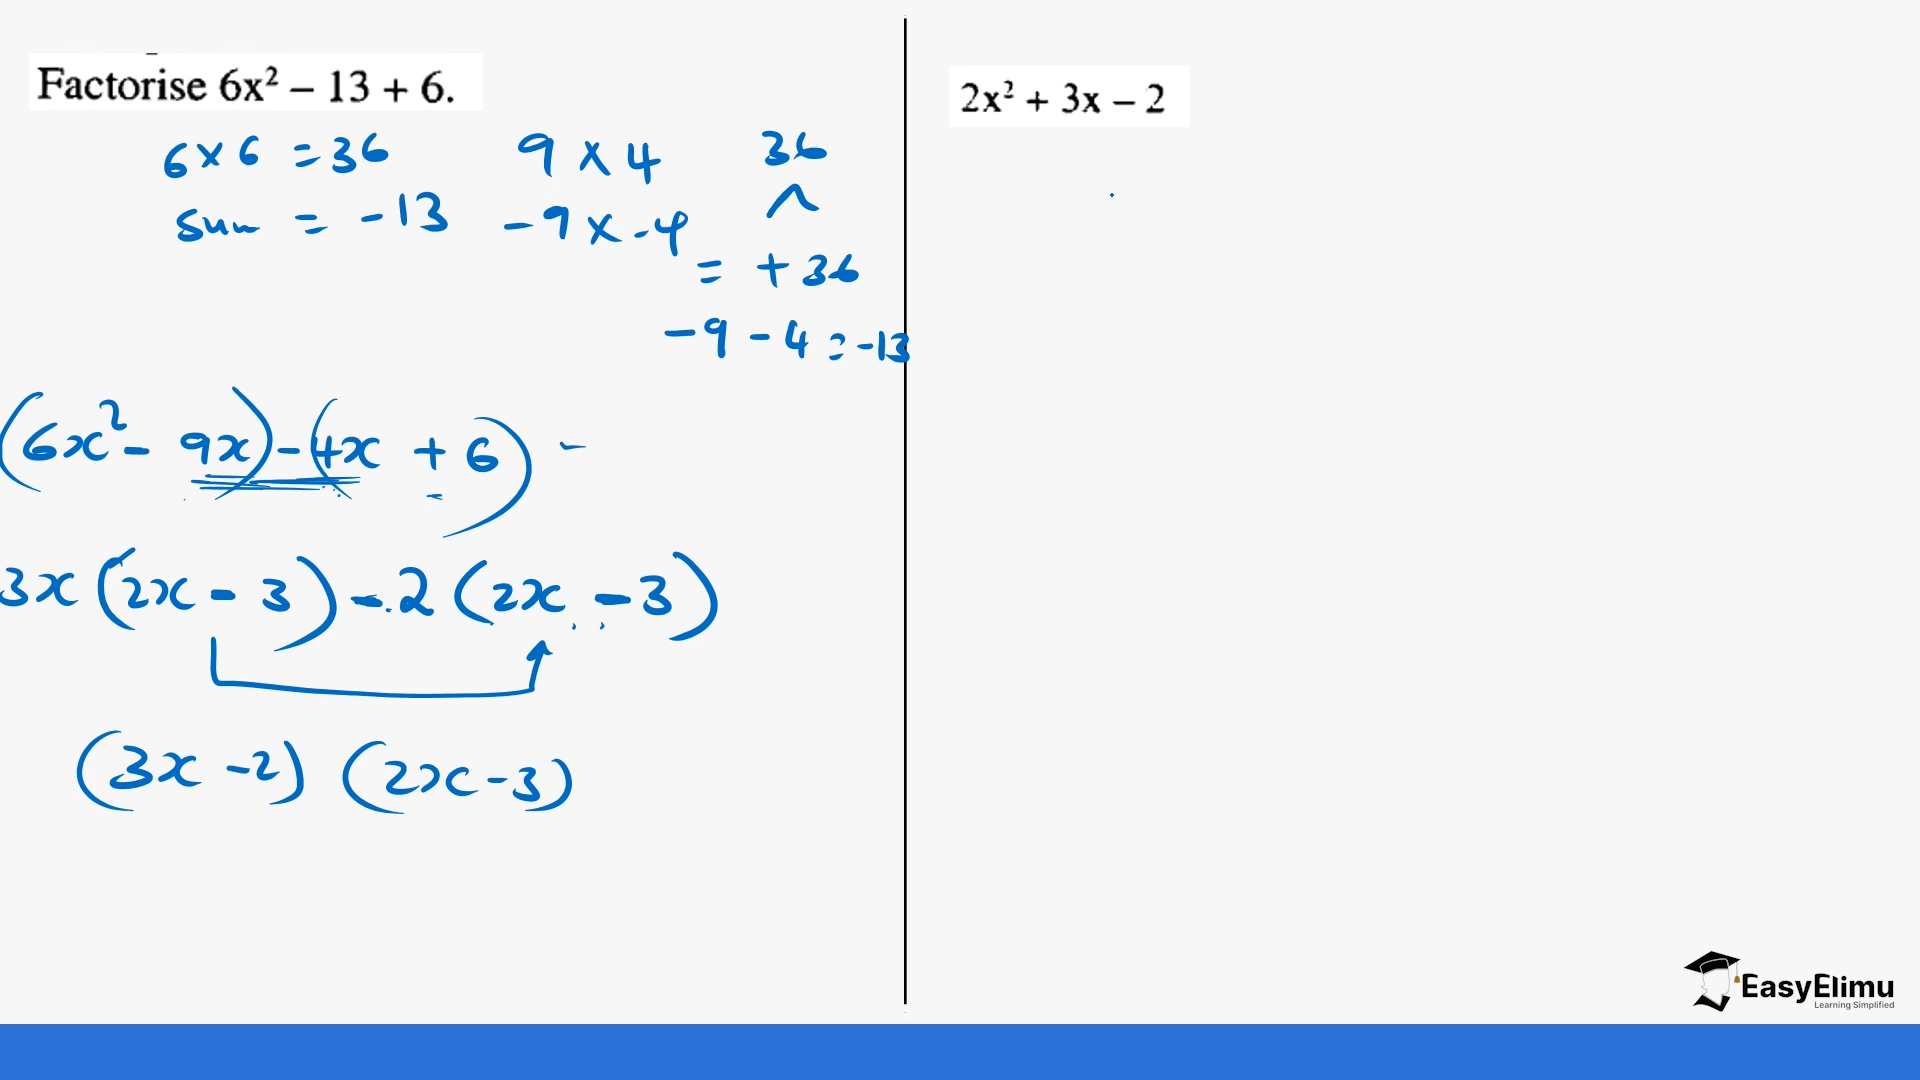 Factorise 6x² – 13 + 6.
6 × 6 = 36
sum = -13
9 × 4
-9 × -4
= +36
36
-9 - 4 = -13
(6x² - 9x) - (4x + 6) -
3x (2x - 3) - 2 (2x - 3)
(3x - 2) (2x - 3)
2x² + 3x – 2
EasyElimu
Learning Simplified